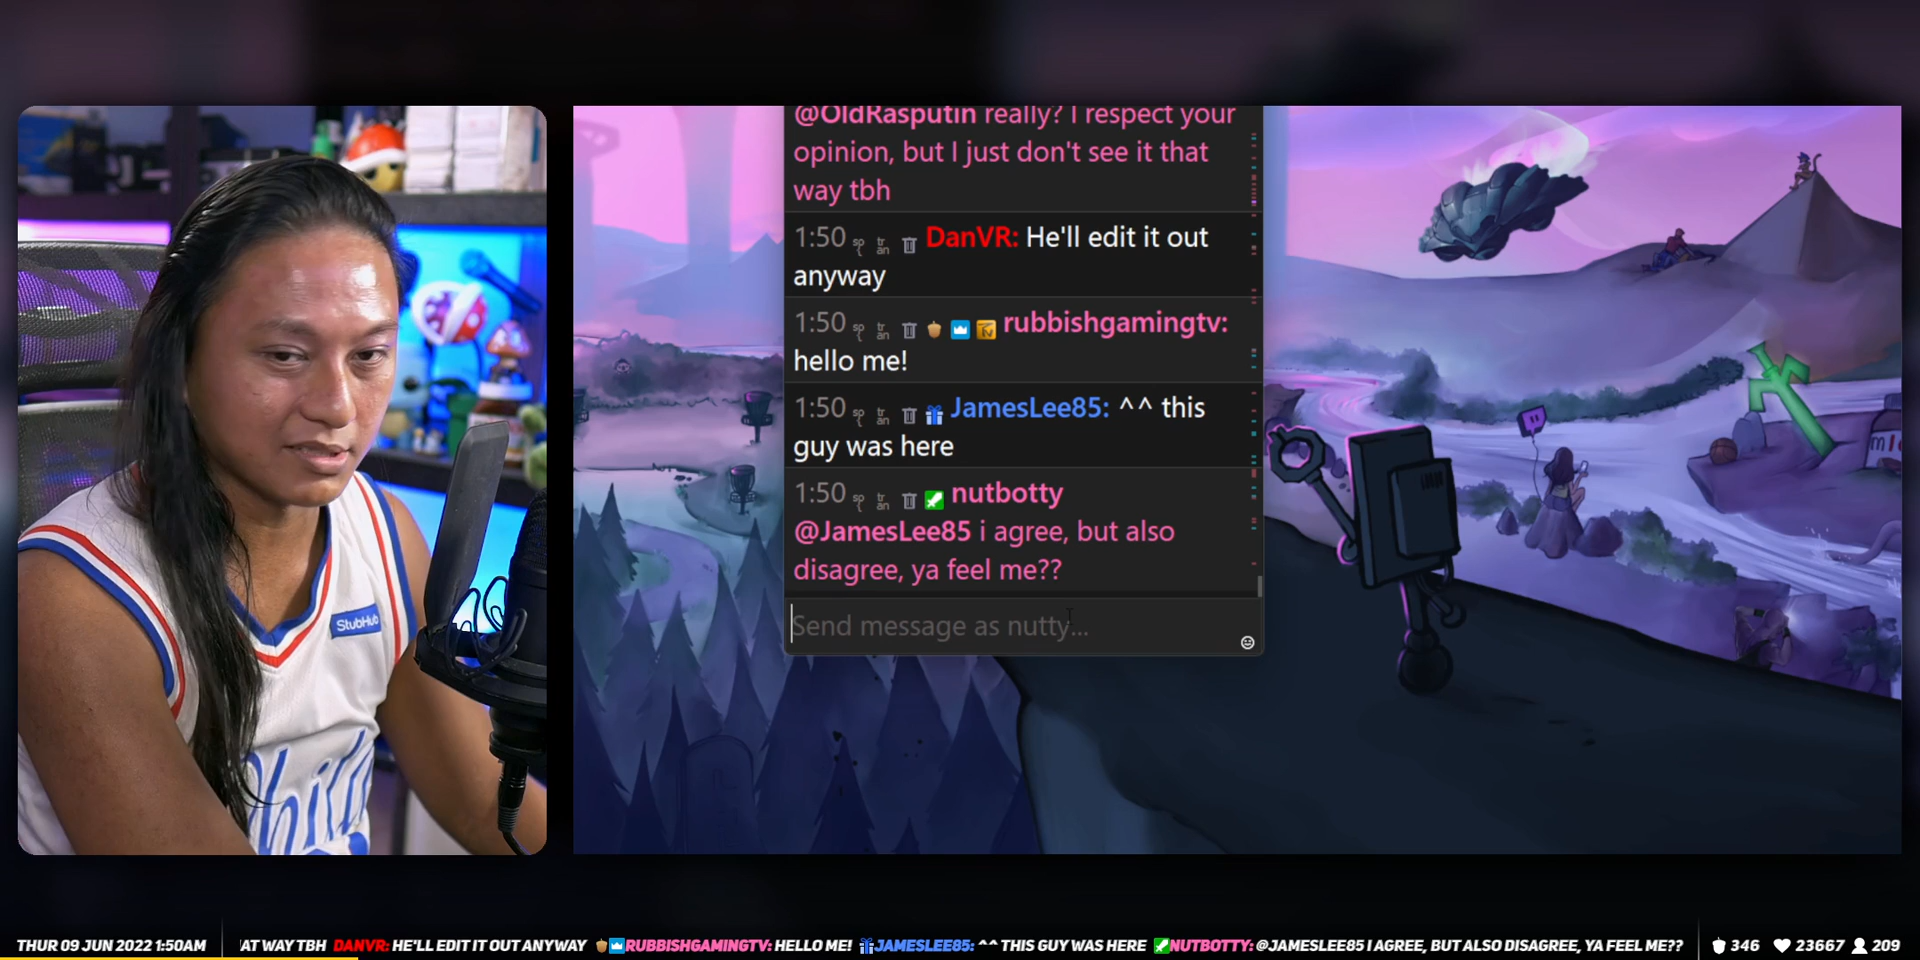 @OldRasputin really? I respect your
opinion, but I just don't see it that
way tbh
1:50 DanVR: He'll edit it out
anyway
1:50 rubbishgamingtv:
hello me!
1:50 JamesLee85: ^^ this
guy was here
1:50 nutbotty
@JamesLee85 i agree, but also
disagree, ya feel me??
Send message as nutty...
StubHub
THUR 09 JUN 2022 1:50AM
AT WAY TBH DANVR: HE'LL EDIT IT OUT ANYWAY RUBBISHGAMINGTV: HELLO ME! JAMESLEE85: ^^ THIS GUY WAS HERE NUTBOTTY: @JAMESLEE85 I AGREE, BUT ALSO DISAGREE, YA FEEL ME??
346 23667 209